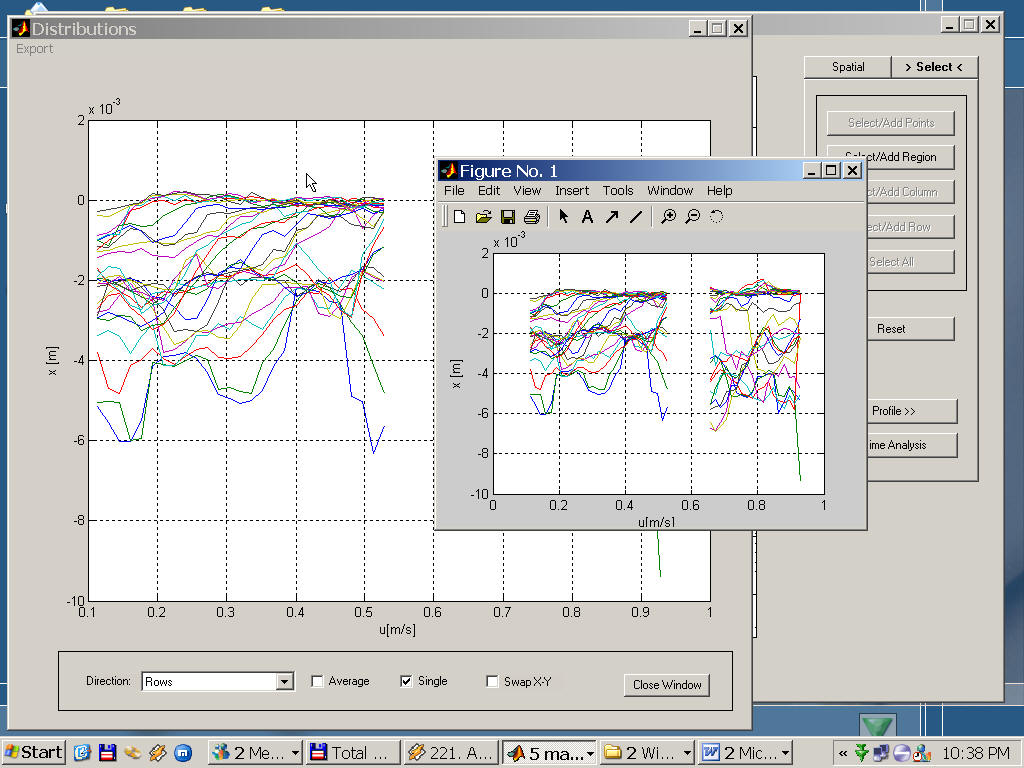 Distributions
Export
Spatial
> Select <
Select/Add Points
Select/Add Region
ct/Add Column
ect/Add Row
Select All
Reset
Profile >>
ime Analysis
x 10^-3
2
0
-2
-4
-6
-8
-10
x [m]
0.1 0.2 0.3 0.4 0.5 0.6 0.7 0.8 0.9 1
u[m/s]
Figure No. 1
File Edit View Insert Tools Window Help
A
x 10^-3
2
0
-2
-4
-6
-8
-10
x [m]
0 0.2 0.4 0.6 0.8 1
u[m/s]
Direction: Rows Average Single Swap X-Y Close Window
Start 2 Me... Total ... 221. A... 5 ma... 2 Wi... 2 Mic... « 10:38 PM